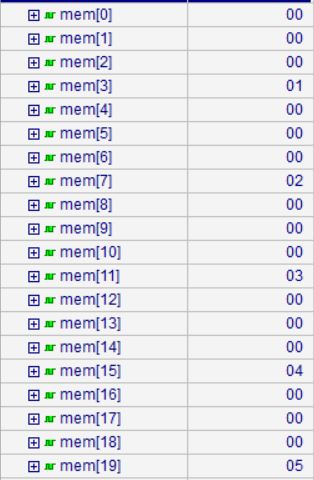 mem[0] 00
mem[1] 00
mem[2] 00
mem[3] 01
mem[4] 00
mem[5] 00
mem[6] 00
mem[7] 02
mem[8] 00
mem[9] 00
mem[10] 00
mem[11] 03
mem[12] 00
mem[13] 00
mem[14] 00
mem[15] 04
mem[16] 00
mem[17] 00
mem[18] 00
mem[19] 05